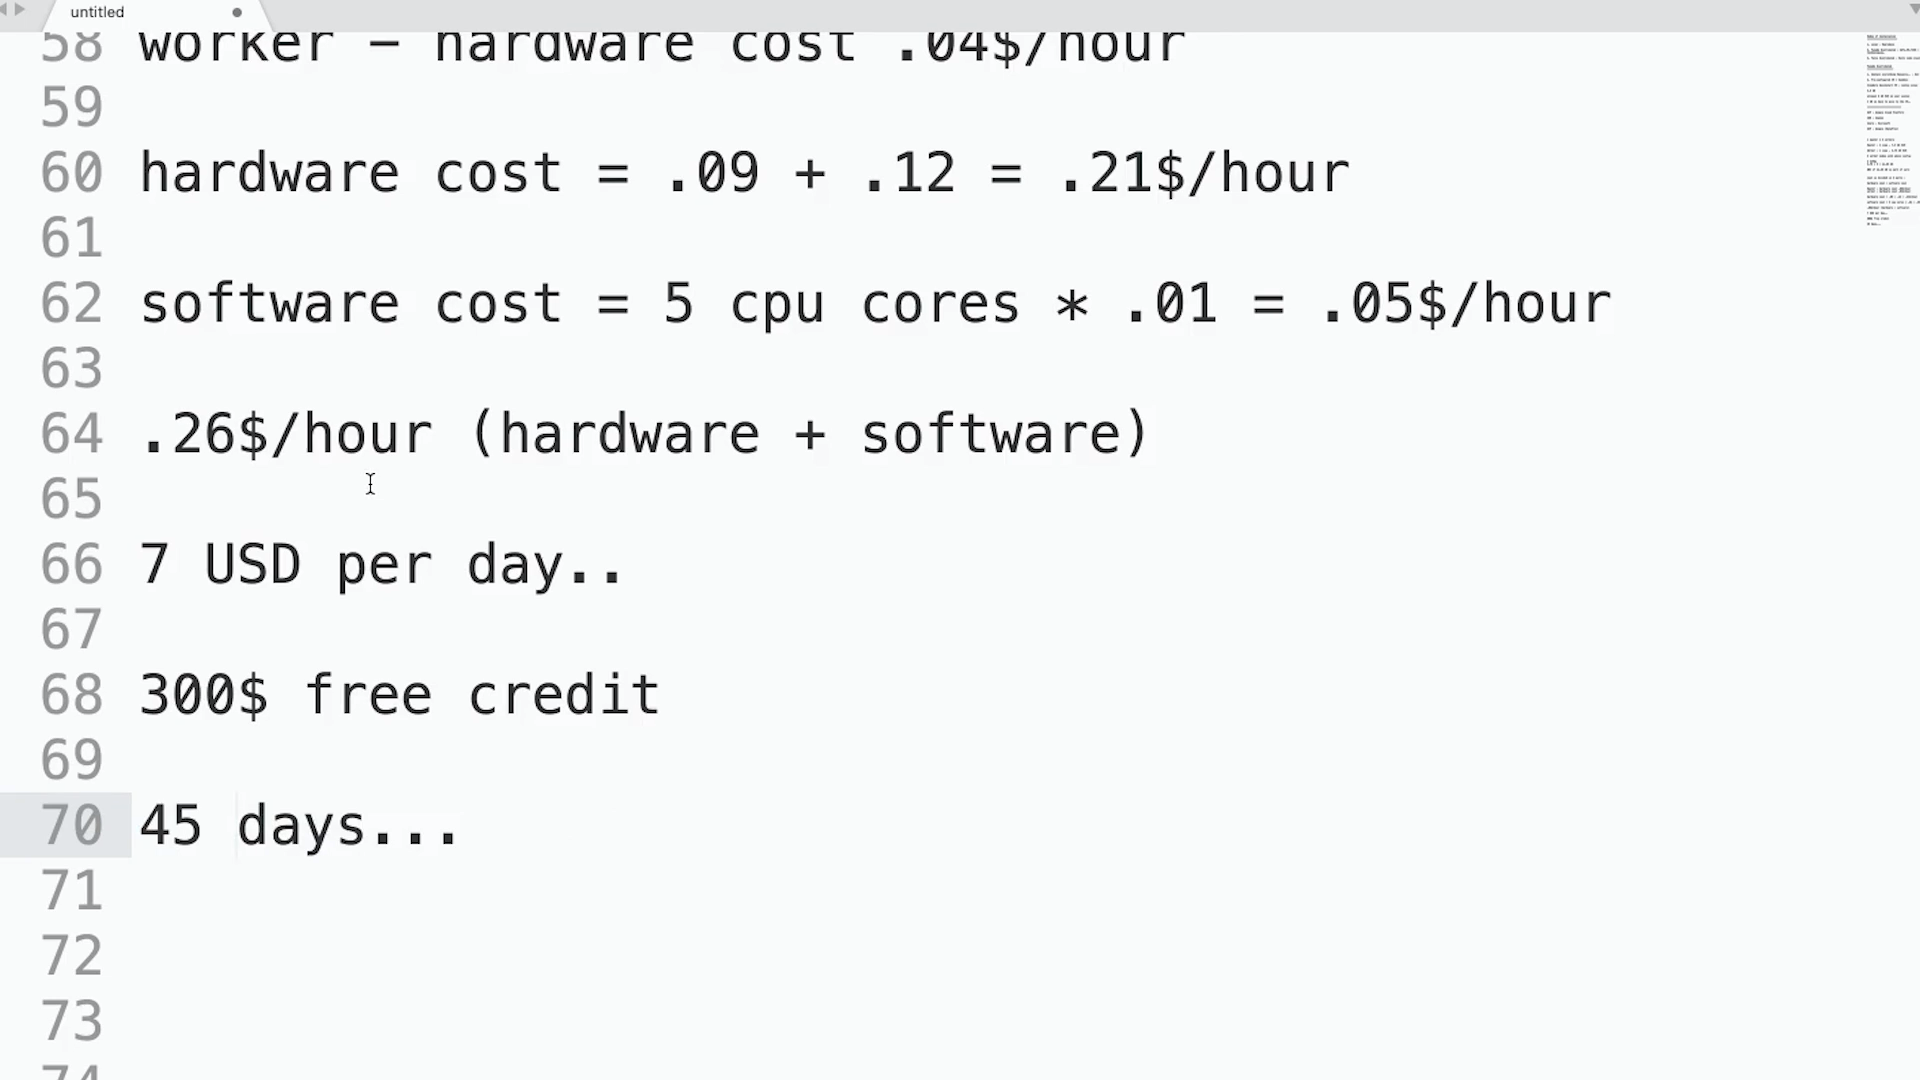 untitled
58 worker - hardware cost .04$/hour
59
60 hardware cost = .09 + .12 = .21$/hour
61
62 software cost = 5 cpu cores * .01 = .05$/hour
63
64 .26$/hour (hardware + software)
65
66 7 USD per day..
67
68 300$ free credit
69
70 45 days...
71
72
73
74